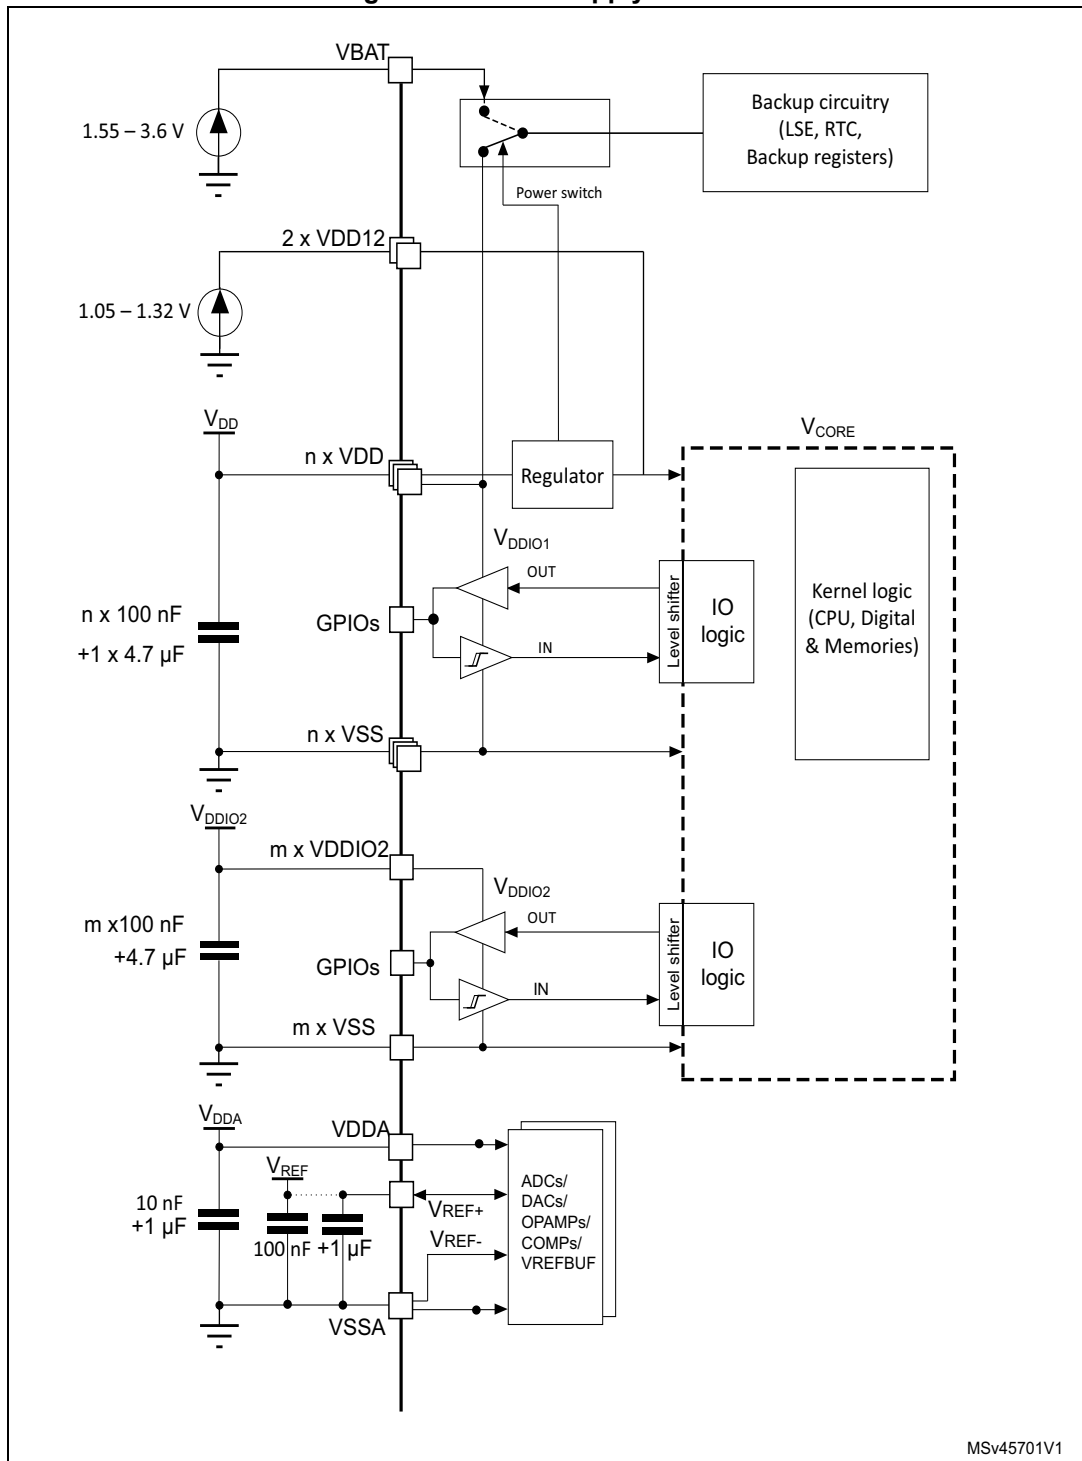 VBAT
1.55 – 3.6 V
Backup circuitry
(LSE, RTC,
Backup registers)
Power switch
2 x VDD12
1.05 – 1.32 V
VDD
n x VDD
Regulator
VCORE
VDDIO1
OUT
n x 100 nF
+1 x 4.7 µF
GPIOs
IN
Level shifter
IO
logic
Kernel logic
(CPU, Digital
& Memories)
n x VSS
VDDIO2
m x VDDIO2
VDDIO2
OUT
m x100 nF
+4.7 µF
GPIOs
IN
Level shifter
IO
logic
m x VSS
VDDA
VDDA
VREF
10 nF
+1 µF
100 nF
+1 µF
VREF+
VREF-
ADCs/
DACs/
OPAMPs/
COMPs/
VREFBUF
VSSA
MSv45701V1